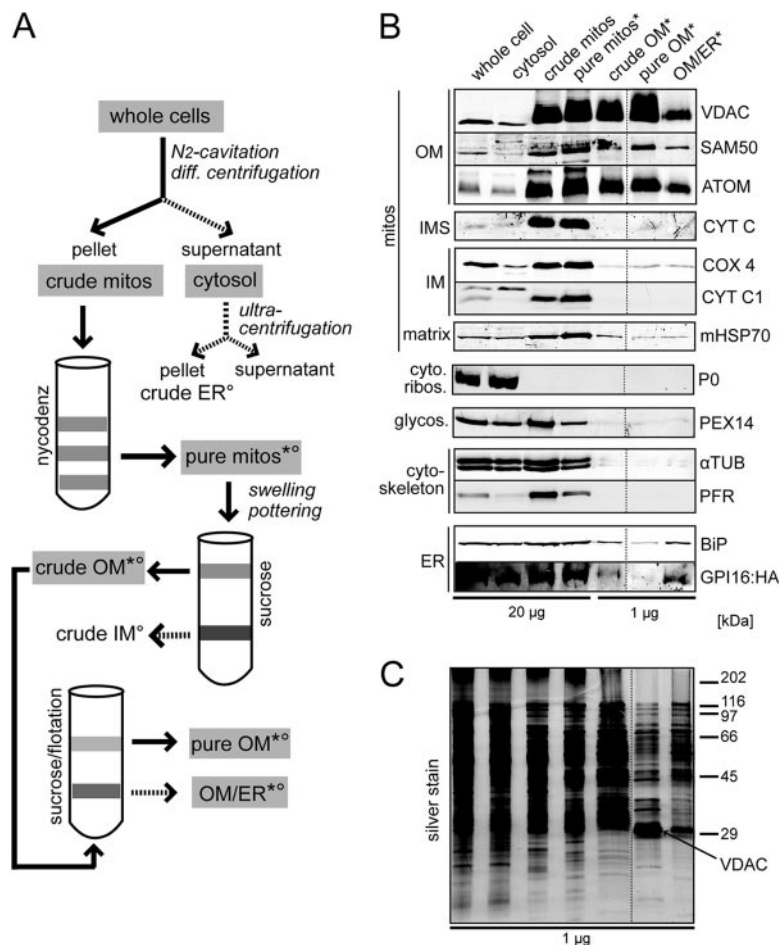 A
whole cells
N2-cavitation
diff. centrifugation
pellet
supernatant
crude mitos
cytosol
ultra-
centrifugation
pellet
supernatant
crude ER°
nycodenz
pure mitos*°
swelling
pottering
crude OM*°
sucrose
crude IM°
sucrose/flotation
pure OM*°
OM/ER*°
B
whole cell
cytosol
crude mitos
pure mitos*
crude OM*
pure OM*
OM/ER*
mitos
OM
VDAC
SAM50
ATOM
IMS
CYT C
IM
COX 4
CYT C1
matrix
mHSP70
cyto.
ribos.
P0
glycos.
PEX14
cyto-
skeleton
αTUB
PFR
ER
BiP
GPI16:HA
20 µg
1 µg
[kDa]
C
silver stain
202
116
97
66
45
29
VDAC
1 µg